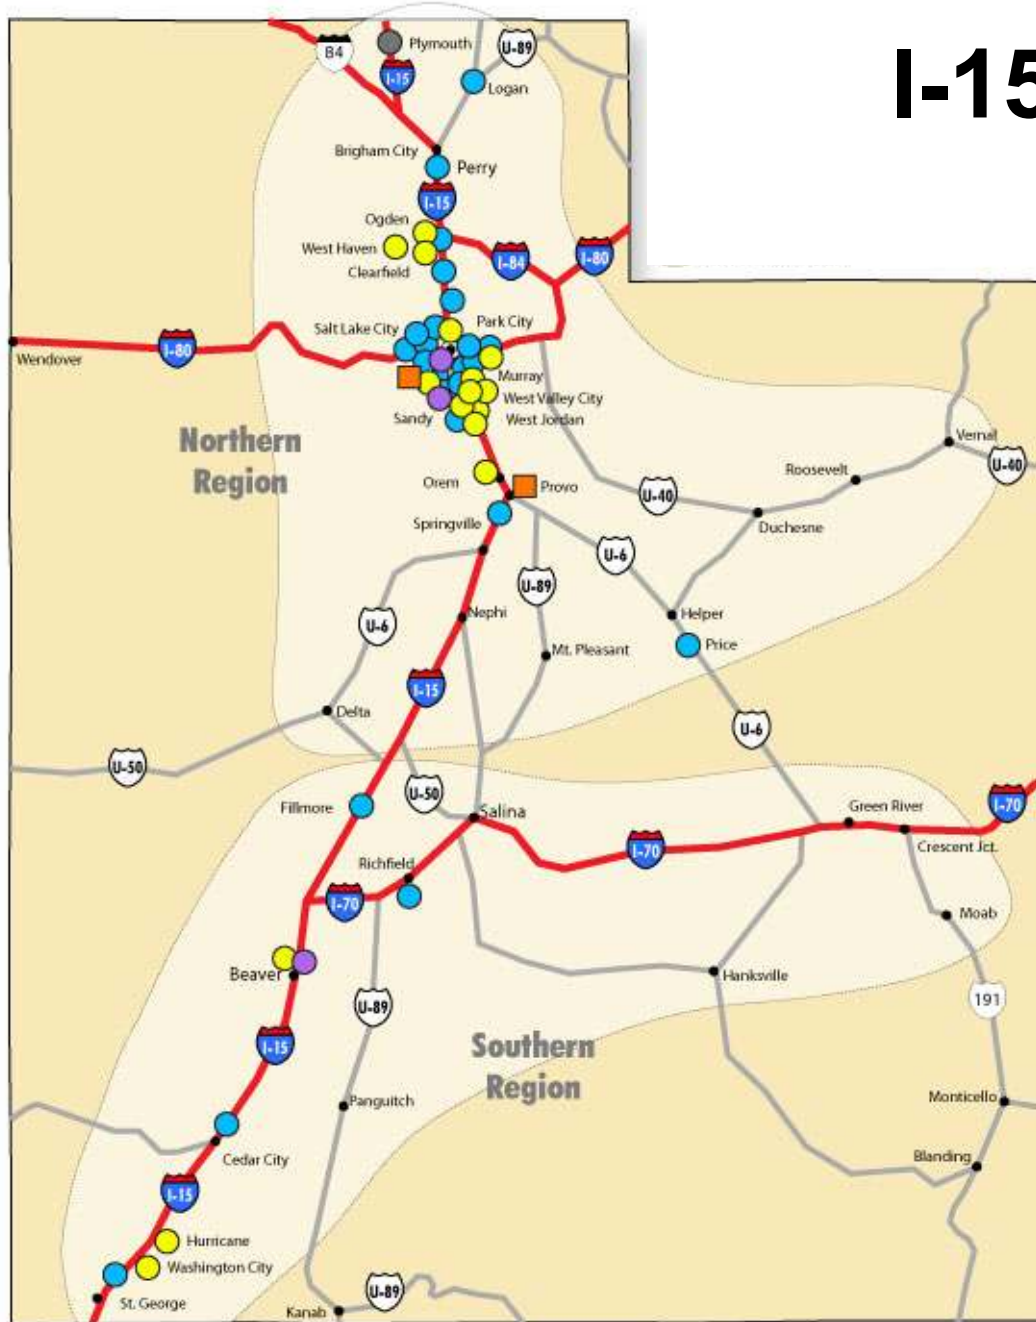 I-15
84
Plymouth
U-89
I-15
Logan
Brigham City
Perry
I-15
Ogden
West Haven
I-84
I-80
Clearfield
Salt Lake City
Park City
I-80
Wendover
Murray
West Valley City
Sandy
West Jordan
Northern
Region
Vernal
Roosevelt
U-40
Orem
Provo
U-40
Springville
Duchesne
U-6
U-89
Nephi
Helper
U-6
Price
Mt. Pleasant
I-15
Delta
U-6
U-50
U-50
Fillmore
Salina
Green River
I-70
Crescent Jct.
I-70
Richfield
I-70
Moab
Beaver
Hanksville
191
U-89
I-15
Southern
Region
Panguitch
Monticello
Cedar City
Blanding
I-15
Hurricane
Washington City
St. George
U-89
Kanab